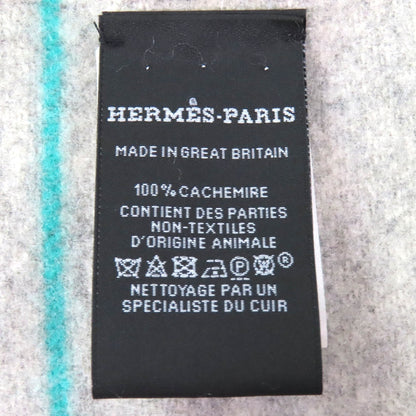 HERMÈS-PARIS
MADE IN GREAT BRITAIN
100% CACHEMIRE
CONTIENT DES PARTIES
NON-TEXTILES
D'ORIGINE ANIMALE
P ®
NETTOYAGE PAR UN
SPECIALISTE DU CUIR